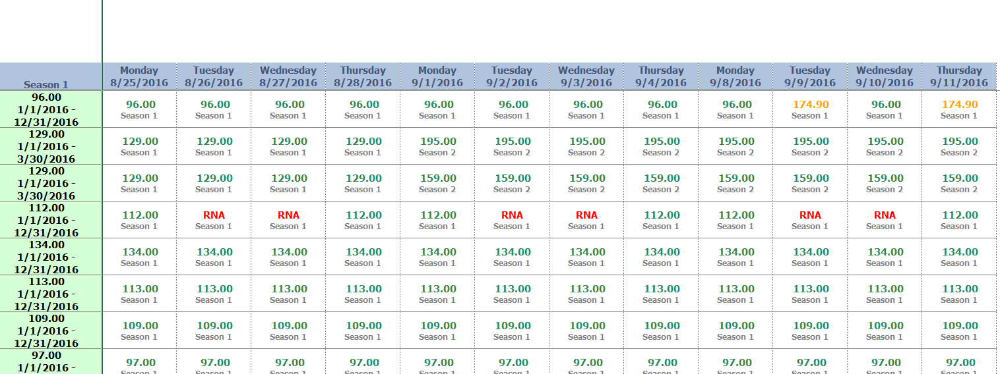 Monday Tuesday Wednesday Thursday Monday Tuesday Wednesday Thursday Monday Tuesday Wednesday Thursday
Season 1 8/25/2016 8/26/2016 8/27/2016 8/28/2016 9/1/2016 9/2/2016 9/3/2016 9/4/2016 9/8/2016 9/9/2016 9/10/2016 9/11/2016
96.00
1/1/2016 - 96.00 96.00 96.00 96.00 96.00 96.00 96.00 96.00 96.00 174.90 96.00 174.90
12/31/2016 Season 1 Season 1 Season 1 Season 1 Season 1 Season 1 Season 1 Season 1 Season 1 Season 1 Season 1 Season 1
129.00
1/1/2016 - 129.00 129.00 129.00 129.00 195.00 195.00 195.00 195.00 195.00 195.00 195.00 195.00
3/30/2016 Season 1 Season 1 Season 1 Season 1 Season 2 Season 2 Season 2 Season 2 Season 2 Season 2 Season 2 Season 2
129.00
1/1/2016 - 129.00 129.00 129.00 129.00 159.00 159.00 159.00 159.00 159.00 159.00 159.00 159.00
3/30/2016 Season 1 Season 1 Season 1 Season 1 Season 2 Season 2 Season 2 Season 2 Season 2 Season 2 Season 2 Season 2
112.00
1/1/2016 - 112.00 RNA RNA 112.00 112.00 RNA RNA 112.00 112.00 RNA RNA 112.00
12/31/2016 Season 1 Season 1 Season 1 Season 1 Season 1 Season 1 Season 1 Season 1 Season 1 Season 1 Season 1 Season 1
134.00
1/1/2016 - 134.00 134.00 134.00 134.00 134.00 134.00 134.00 134.00 134.00 134.00 134.00 134.00
12/31/2016 Season 1 Season 1 Season 1 Season 1 Season 1 Season 1 Season 1 Season 1 Season 1 Season 1 Season 1 Season 1
113.00
1/1/2016 - 113.00 113.00 113.00 113.00 113.00 113.00 113.00 113.00 113.00 113.00 113.00 113.00
12/31/2016 Season 1 Season 1 Season 1 Season 1 Season 1 Season 1 Season 1 Season 1 Season 1 Season 1 Season 1 Season 1
109.00
1/1/2016 - 109.00 109.00 109.00 109.00 109.00 109.00 109.00 109.00 109.00 109.00 109.00 109.00
12/31/2016 Season 1 Season 1 Season 1 Season 1 Season 1 Season 1 Season 1 Season 1 Season 1 Season 1 Season 1 Season 1
97.00
1/1/2016 - 97.00 97.00 97.00 97.00 97.00 97.00 97.00 97.00 97.00 97.00 97.00 97.00
Season 1 Season 1 Season 1 Season 1 Season 1 Season 1 Season 1 Season 1 Season 1 Season 1 Season 1 Season 1